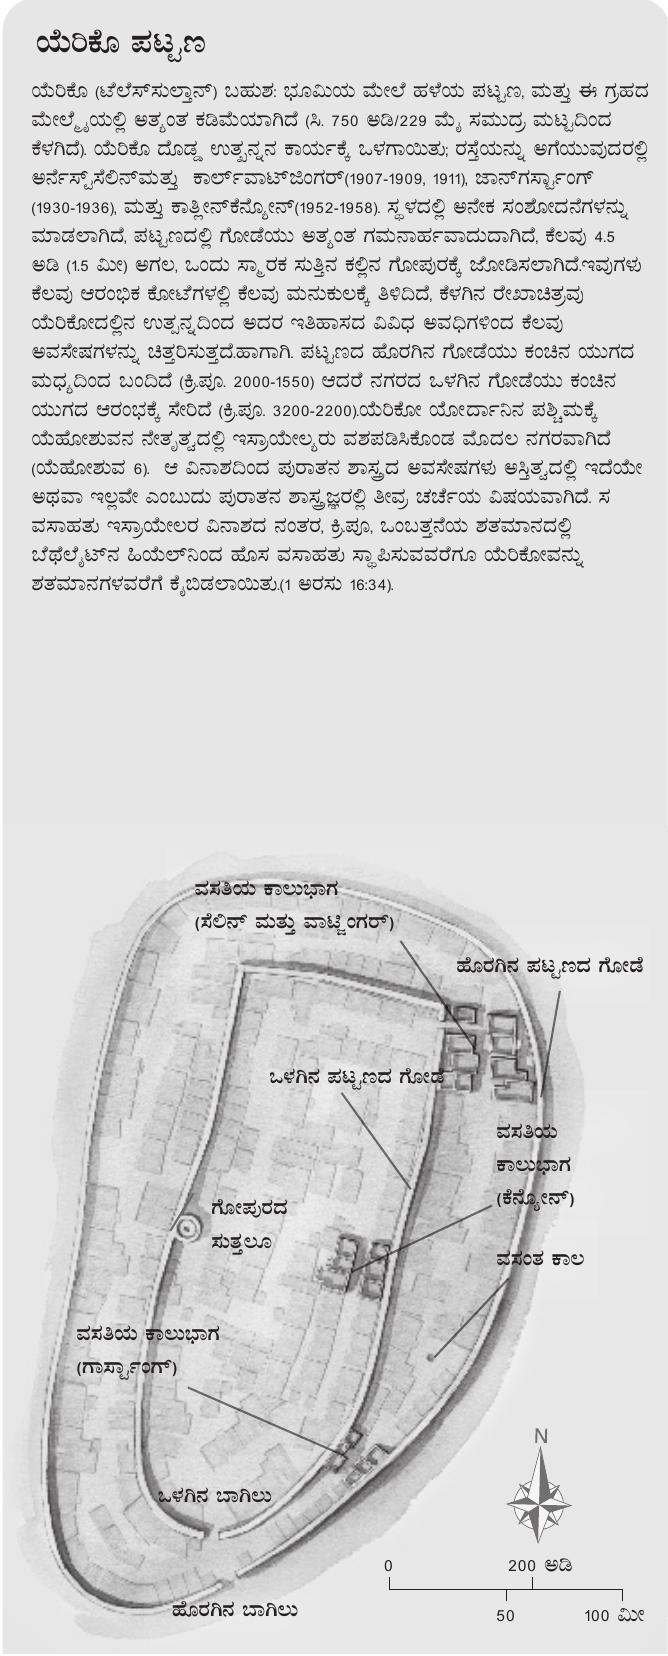 ಯೆರಿಕೊ ಪಟ್ಟಣ
ಯೆರಿಕೊ (ಟೆಲೆಸ್‌ಸುಲ್ತಾನ್) ಬಹುಶ: ಭೂಮಿಯ ಮೇಲೆ ಹಳೆಯ ಪಟ್ಟಣ, ಮತ್ತು ಈ ಗ್ರಹದ
ಮೇಲ್ಮೈಯಲ್ಲಿ ಅತ್ಯಂತ ಕಡಿಮೆಯಾಗಿದೆ (ಸಿ. 750 ಅಡಿ/229 ಮೈ ಸಮುದ್ರ ಮಟ್ಟದಿಂದ
ಕೆಳಗಿದೆ). ಯೆರಿಕೊ ದೊಡ್ಡ ಉತ್ಖನನ್ನನ ಕಾರ್ಯಕ್ಕೆ ಒಳಗಾಯಿತು; ರಸ್ತೆಯನ್ನು ಅಗೆಯುವುದರಲ್ಲಿ
ಅರ್ನೆಸ್ಟ್‌ಸೆಲಿನ್‌ಮತ್ತು ಕಾರ್ಲ್‌ವಾಟ್‌ಜಿಂಗರ್(1907-1909, 1911), ಜಾನ್‌ಗರ್ಸ್ಟಾಂಗ್
(1930-1936), ಮತ್ತು ಕಾತ್ಲೀನ್‌ಕೆನ್ಯೋನ್(1952-1958). ಸ್ಥಳದಲ್ಲಿ ಅನೇಕ ಸಂಶೋದನೆಗಳನ್ನು
ಮಾಡಲಾಗಿದೆ, ಪಟ್ಟಣದಲ್ಲಿ ಗೋಡೆಯು ಅತ್ಯಂತ ಗಮನಾರ್ಹವಾದುದಾಗಿದೆ, ಕೆಲವು 4.5
ಅಡಿ (1.5 ಮೀ) ಅಗಲ, ಒಂದು ಸ್ಮಾರಕ ಸುತ್ತಿನ ಕಲ್ಲಿನ ಗೋಪುರಕ್ಕೆ ಜೋಡಿಸಲಾಗಿದೆ.ಇವುಗಳು
ಕೆಲವು ಆರಂಭಿಕ ಕೋಟೆಗಳಲ್ಲಿ ಕೆಲವು ಮನುಕುಲಕ್ಕೆ ತಿಳಿದಿದೆ, ಕೆಳಗಿನ ರೇಖಾಚಿತ್ರವು
ಯೆರಿಕೋದಲ್ಲಿನ ಉತ್ಪನ್ನದಿಂದ ಅದರ ಇತಿಹಾಸದ ವಿವಿಧ ಅವಧಿಗಳಿಂದ ಕೆಲವು
ಅವಸೇಷಗಳನ್ನು ಚಿತ್ತರಿಸುತ್ತದೆ.ಹಾಗಾಗಿ. ಪಟ್ಟಣದ ಹೊರಗಿನ ಗೋಡೆಯು ಕಂಚಿನ ಯುಗದ
ಮಧ್ಯದಿಂದ ಬಂದಿದೆ (ಕ್ರಿ.ಪೂ. 2000-1550) ಆದರೆ ನಗರದ ಒಳಗಿನ ಗೋಡೆಯು ಕಂಚಿನ
ಯುಗದ ಆರಂಭಕ್ಕೆ ಸೇರಿದೆ (ಕ್ರಿ.ಪೂ. 3200-2200).ಯೆರಿಕೋ ಯೋರ್ದಾನಿನ ಪಶ್ಚಿಮಕ್ಕೆ
ಯೆಹೋಶುವನ ನೇತೃತ್ವದಲ್ಲಿ ಇಸ್ರಾಯೇಲ್ಯರು ವಶಪಡಿಸಿಕೊಂಡ ಮೊದಲ ನಗರವಾಗಿದೆ
(ಯೆಹೋಶುವ 6). ಆ ವಿನಾಶದಿಂದ ಪುರಾತನ ಶಾಸ್ತ್ರದ ಅವಸೇಷಗಳು ಅಸ್ತಿತ್ವದಲ್ಲಿ ಇದೆಯೇ
ಅಥವಾ ಇಲ್ಲವೇ ಎಂಬುದು ಪುರಾತನ ಶಾಸ್ತ್ರಜ್ಞರಲ್ಲಿ ತೀವ್ರ ಚರ್ಚೆಯ ವಿಷಯವಾಗಿದೆ. ಸ
ವಸಾಹತು ಇಸ್ರಾಯೇಲರ ವಿನಾಶದ ನಂತರ, ಕ್ರಿ.ಪೂ, ಒಂಬತ್ತನೆಯ ಶತಮಾನದಲ್ಲಿ
ಬೆಥೆಲೈಟ್‌ನ ಹಿಯೆಲ್‌ನಿಂದ ಹೊಸ ವಸಾಹತು ಸ್ಥಾಪಿಸುವವರೆಗೂ ಯೆರಿಕೋವನ್ನು
ಶತಮಾನಗಳವರೆಗೆ ಕೈಬಿಡಲಾಯಿತು.(1 ಅರಸು 16:34).
ವಸತಿಯ ಕಾಲುಭಾಗ
(ಸೆಲಿನ್ ಮತ್ತು ವಾಟ್ಜಿಂಗರ್)
ಹೊರಗಿನ ಪಟ್ಟಣದ ಗೋಡೆ
ಒಳಗಿನ ಪಟ್ಟಣದ ಗೋಡೆ
ವಸತಿಯ
ಕಾಲುಭಾಗ
(ಕೆನ್ಯೋನ್)
ಗೋಪುರದ
ಸುತ್ತಲೂ
ವಸಂತ ಕಾಲ
ವಸತಿಯ ಕಾಲುಭಾಗ
(ಗಾರ್ಸ್ಟಾಂಗ್)
N
ಒಳಗಿನ ಬಾಗಿಲು
0 200 ಅಡಿ
ಹೊರಗಿನ ಬಾಗಿಲು
50 100 ಮೀ